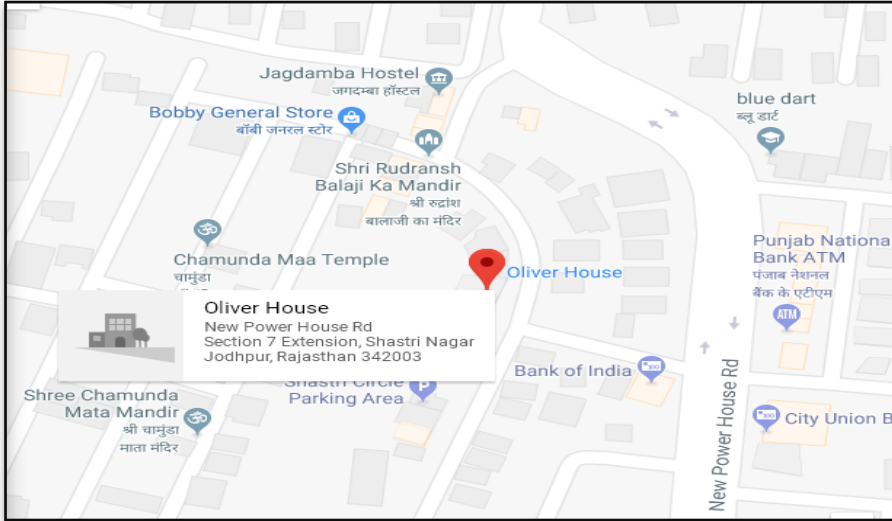 Jagdamba Hostel
जगदम्बा हॉस्टल
Bobby General Store
बॉबी जनरल स्टोर
blue dart
ब्लू डार्ट
Shri Rudransh
Balaji Ka Mandir
श्री रुद्रांश
बालाजी का मंदिर
Chamunda Maa Temple
चामुंडा
Punjab Nationa
Bank ATM
पंजाब नेशनल
बैंक के एटीएम
ATM
Oliver House
Oliver House
New Power House Rd
Section 7 Extension, Shastri Nagar
Jodhpur, Rajasthan 342003
Bank of India
Shastri Circle
Parking Area
P
Shree Chamunda
Mata Mandir
श्री चामुंडा
माता मंदिर
City Union B
New Power House Rd